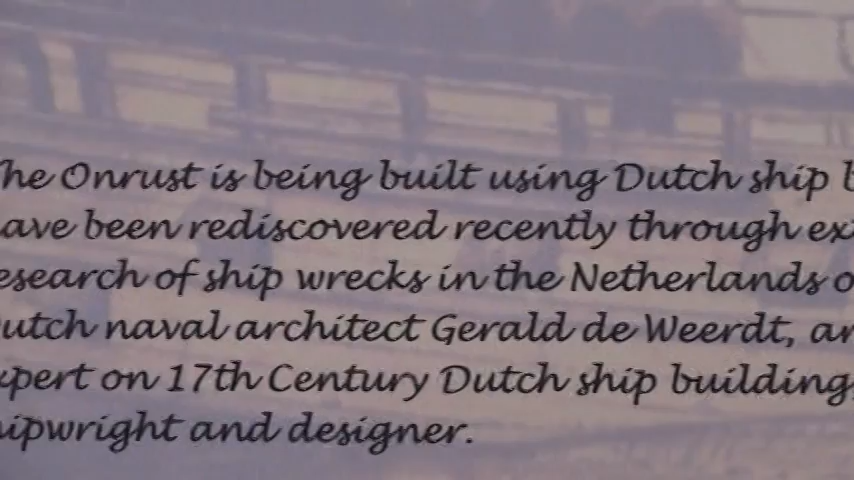 he Onrust is being built using Dutch ship b
ave been rediscovered recently through ex
esearch of ship wrecks in the Netherlands o
utch naval architect Gerald de Weerdt, an
xpert on 17th Century Dutch ship building,
hipwright and designer.